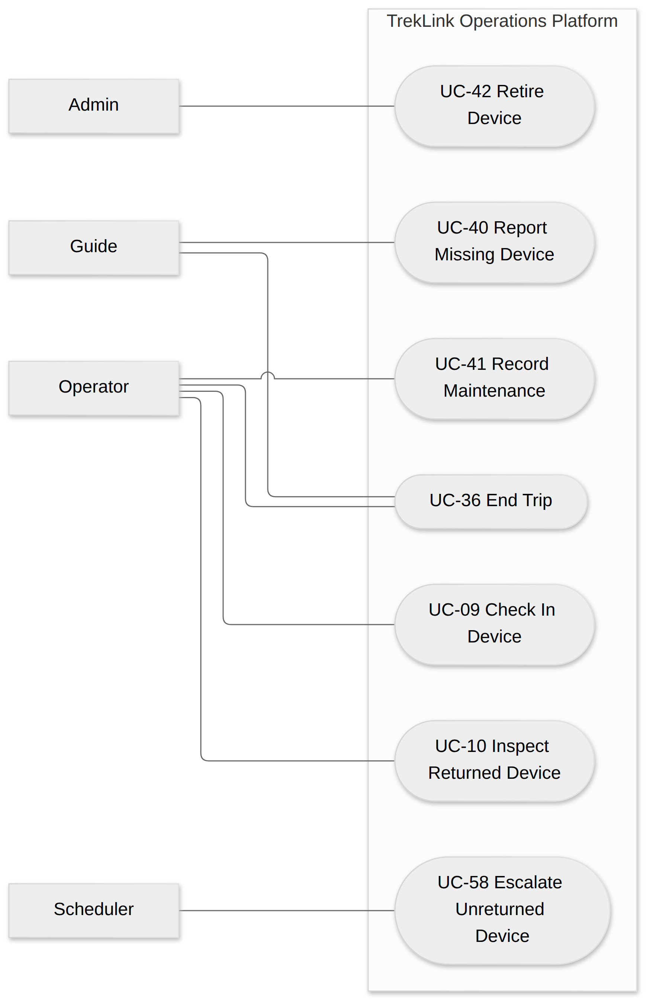 TrekLink Operations Platform
Admin
UC-42 Retire
Device
Guide
UC-40 Report
Missing Device
Operator
UC-41 Record
Maintenance
UC-36 End Trip
UC-09 Check In
Device
UC-10 Inspect
Returned Device
Scheduler
UC-58 Escalate
Unreturned
Device